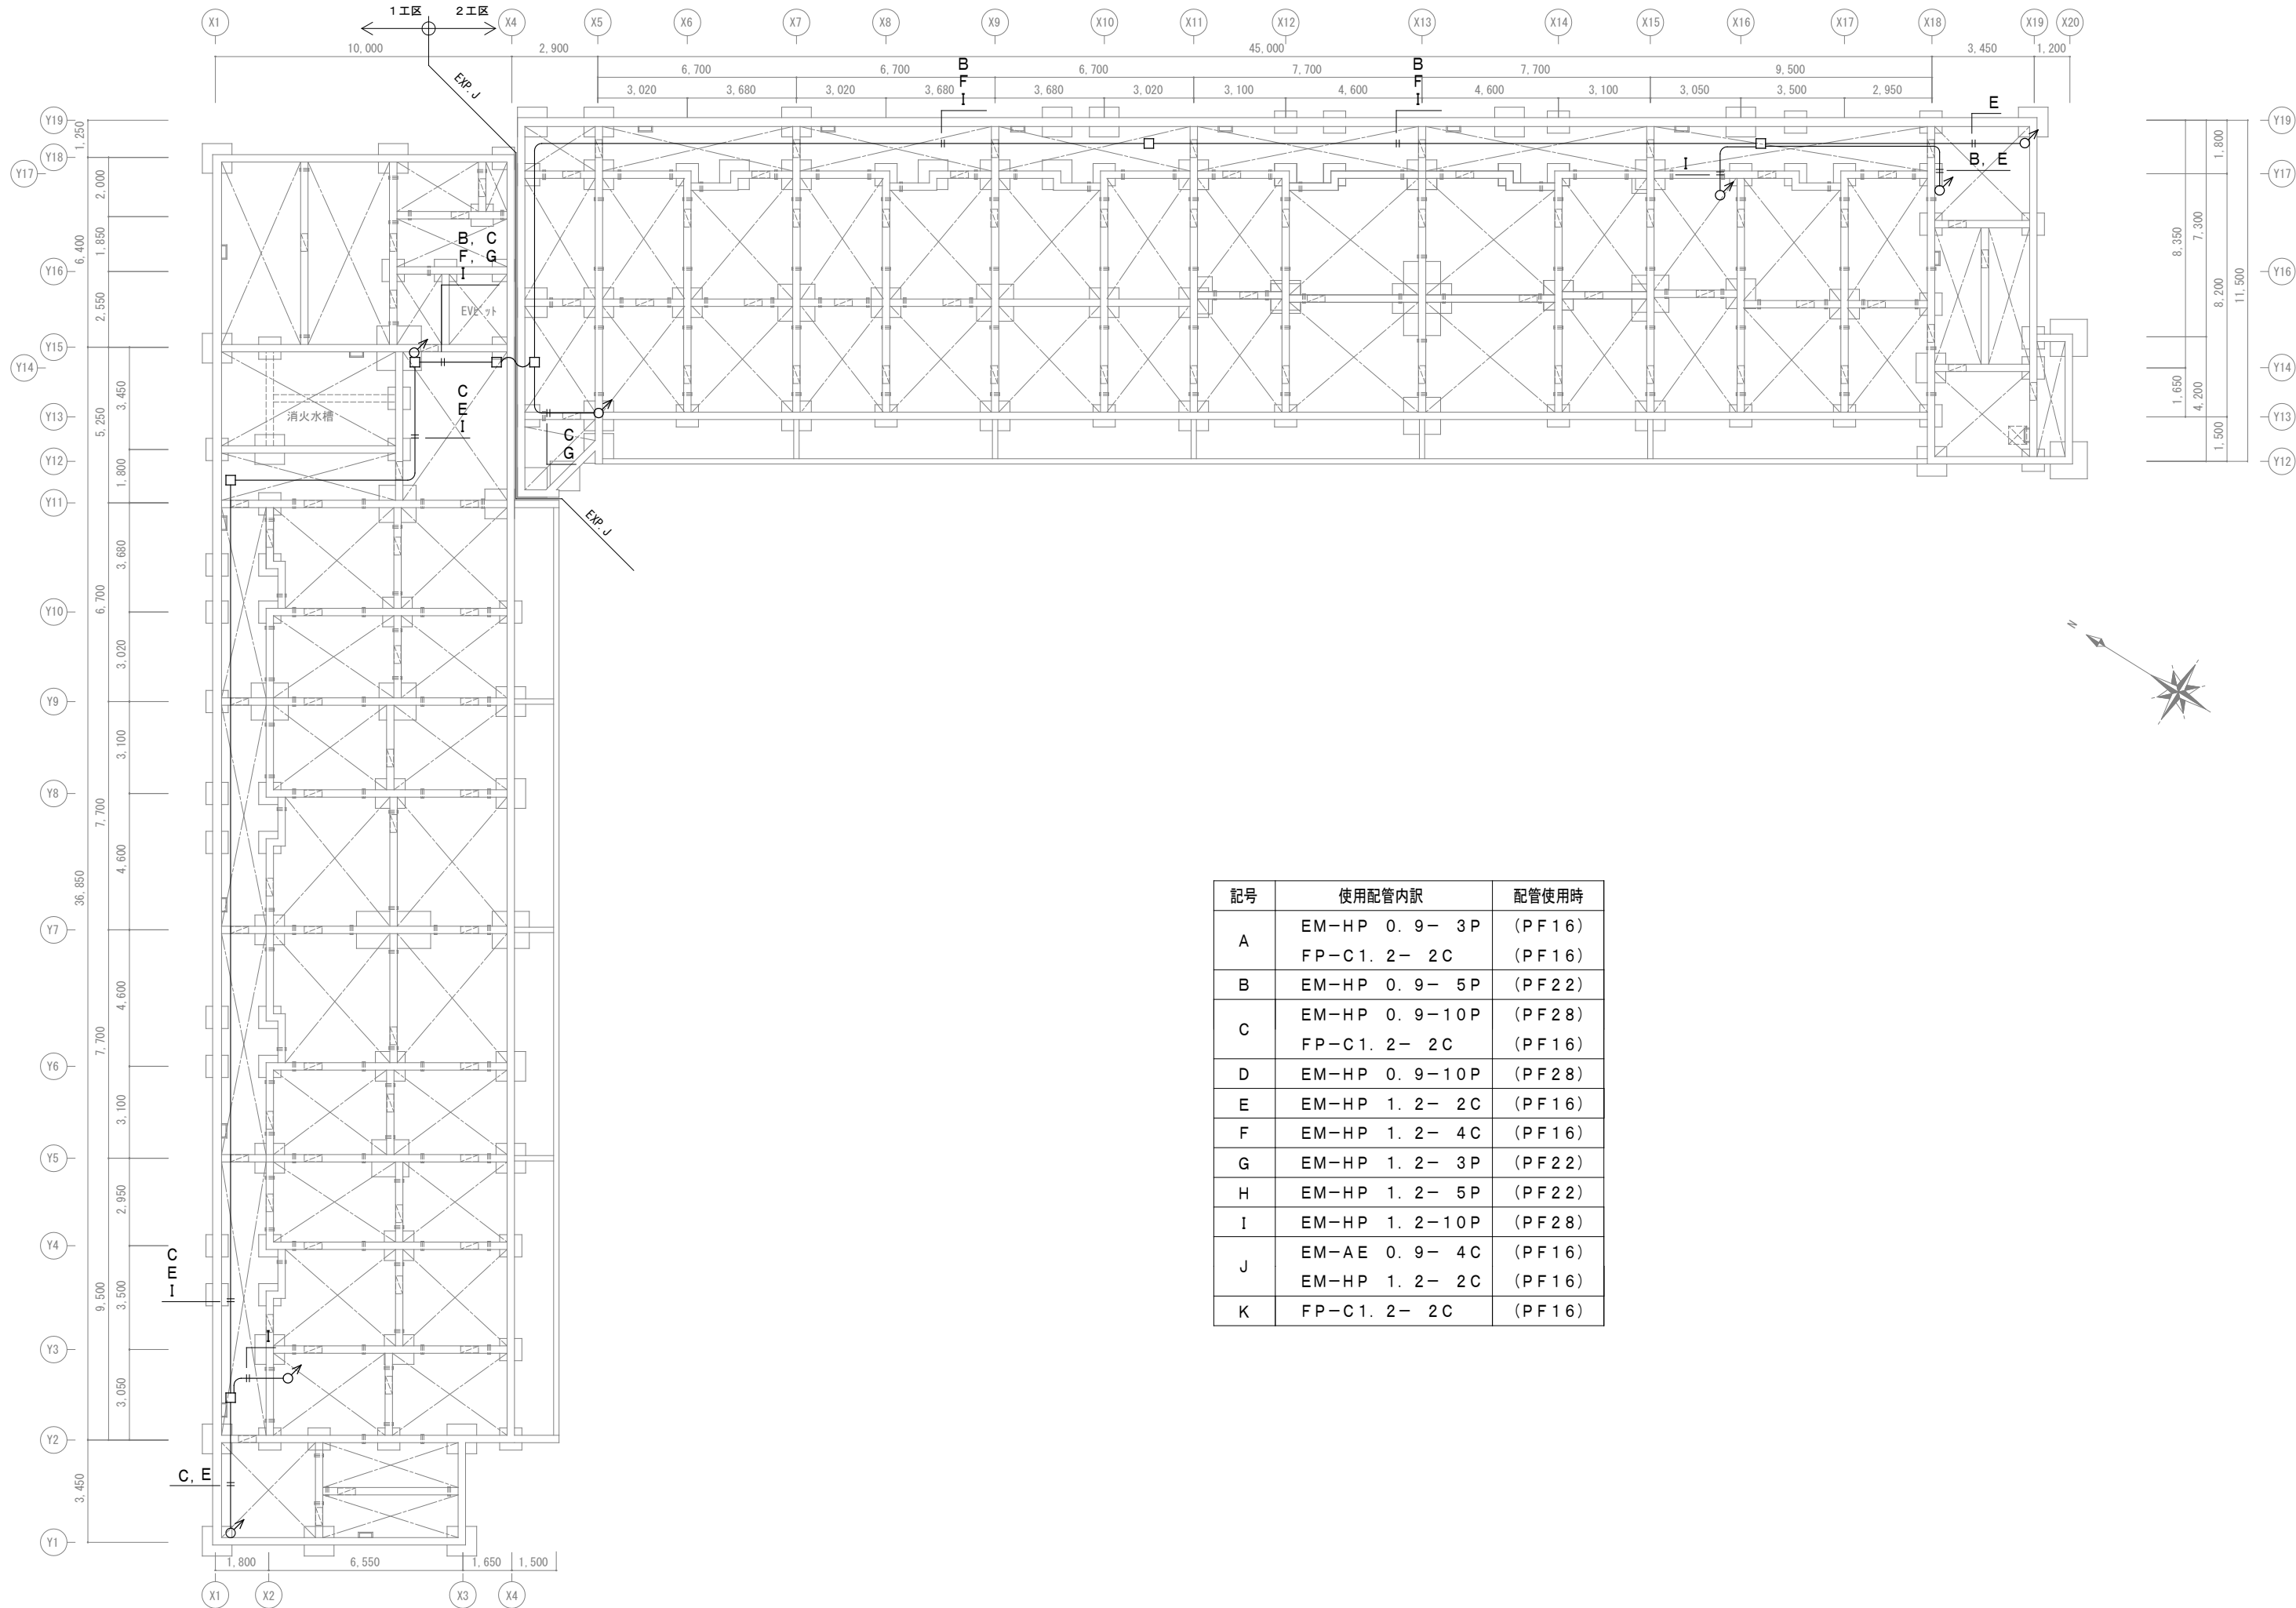 1工区 2工区
X1 X4 X5 X6 X7 X8 X9 X10 X11 X12 X13 X14 X15 X16 X17 X18 X19 X20
10,000 2,900 45,000 3,450 1,200
6,700 6,700 6,700 7,700 7,700 9,500
3,020 3,680 3,020 3,680 3,680 3,020 3,100 4,600 4,600 3,100 3,050 3,500 2,950
EXP.J
B
F
I
B
F
I
E
B, E
I
B, C
F, G
I
EVピット
C
E
I
C
G
消火水槽
EXP.J
Y19
Y18
Y17
Y16
Y15
Y14
Y13
Y12
Y11
Y10
Y9
Y8
Y7
Y6
Y5
Y4
Y3
Y2
Y1
1,250
6,400
2,000
1,850
2,550
5,250
3,450
1,800
36,850
6,700
3,680
3,020
7,700
3,100
4,600
7,700
4,600
3,100
9,500
2,950
3,500
3,050
3,450
C
E
I
I
C, E
1,800 6,550 1,650 1,500
X1 X2 X3 X4
Y19
Y17
Y16
Y14
Y13
Y12
1,800
8,350
7,300
8,200
11,500
1,650
4,200
1,500
N
記号 使用配管内訳 配管使用時
A EM-HP 0.9- 3P (PF16)
FP-C1.2- 2C (PF16)
B EM-HP 0.9- 5P (PF22)
C EM-HP 0.9-10P (PF28)
FP-C1.2- 2C (PF16)
D EM-HP 0.9-10P (PF28)
E EM-HP 1.2- 2C (PF16)
F EM-HP 1.2- 4C (PF16)
G EM-HP 1.2- 3P (PF22)
H EM-HP 1.2- 5P (PF22)
I EM-HP 1.2-10P (PF28)
J EM-AE 0.9- 4C (PF16)
EM-HP 1.2- 2C (PF16)
K FP-C1.2- 2C (PF16)